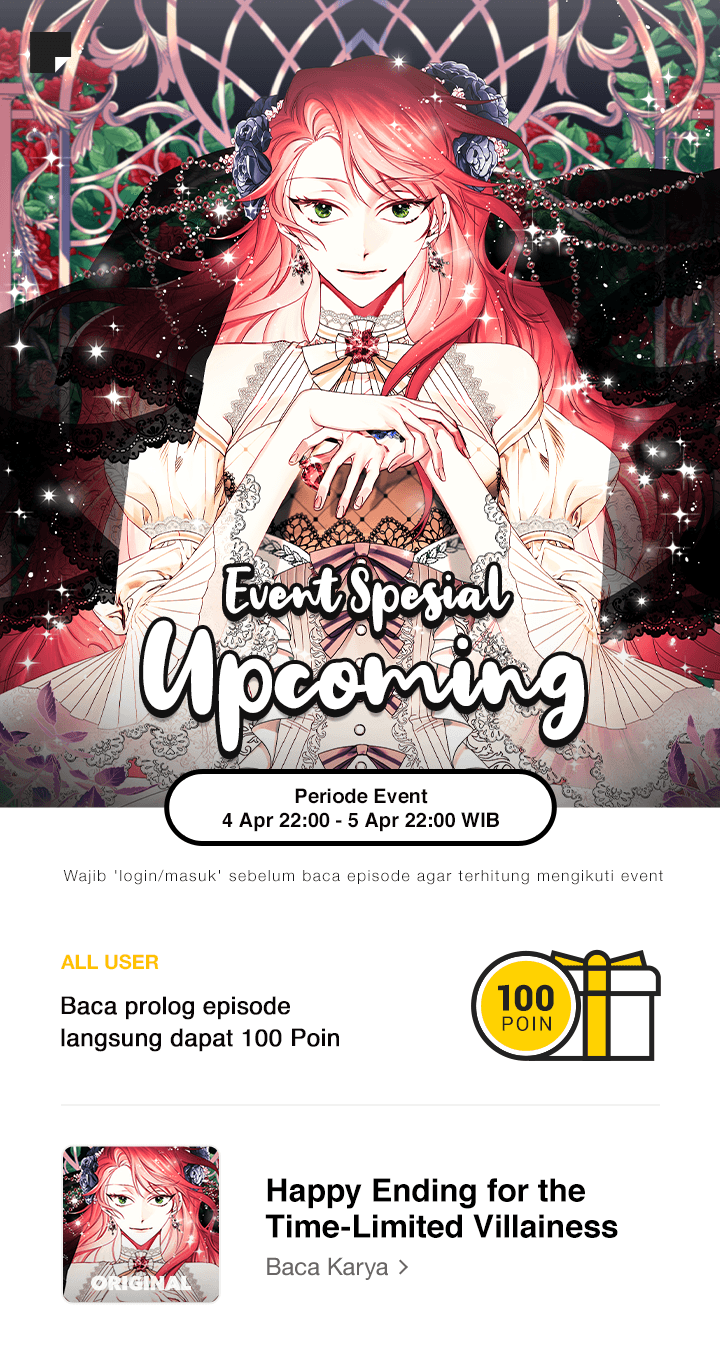 Event Spesial
Upcoming
Periode Event
4 Apr 22:00 - 5 Apr 22:00 WIB
Wajib 'login/masuk' sebelum baca episode agar terhitung mengikuti event
ALL USER
Baca prolog episode
langsung dapat 100 Poin
100
POIN
Happy Ending for the
Time-Limited Villainess
Baca Karya >
ORIGINAL